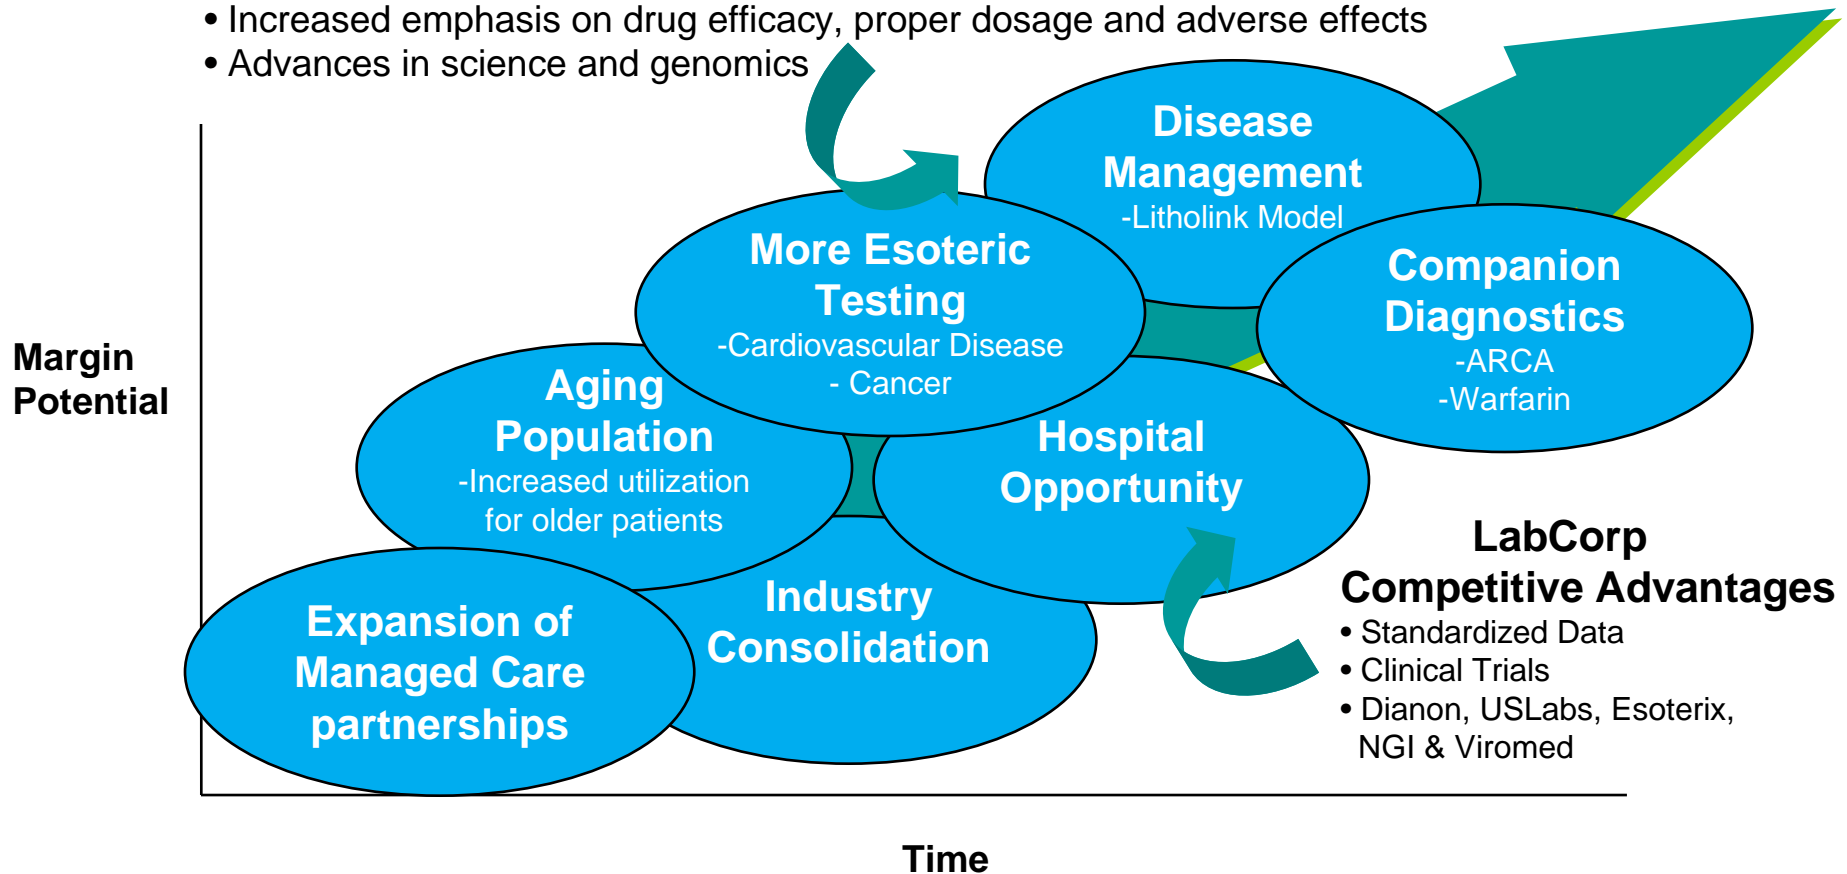 • Increased emphasis on drug efficacy, proper dosage and adverse effects
• Advances in science and genomics
Disease
Management
-Litholink Model
More Esoteric
Testing
-Cardiovascular Disease
- Cancer
Companion
Diagnostics
-ARCA
-Warfarin
Margin
Potential
Aging
Population
-Increased utilization
for older patients
Hospital
Opportunity
LabCorp
Competitive Advantages
• Standardized Data
• Clinical Trials
• Dianon, USLabs, Esoterix,
NGI & Viromed
Industry
Consolidation
Expansion of
Managed Care
partnerships
Time